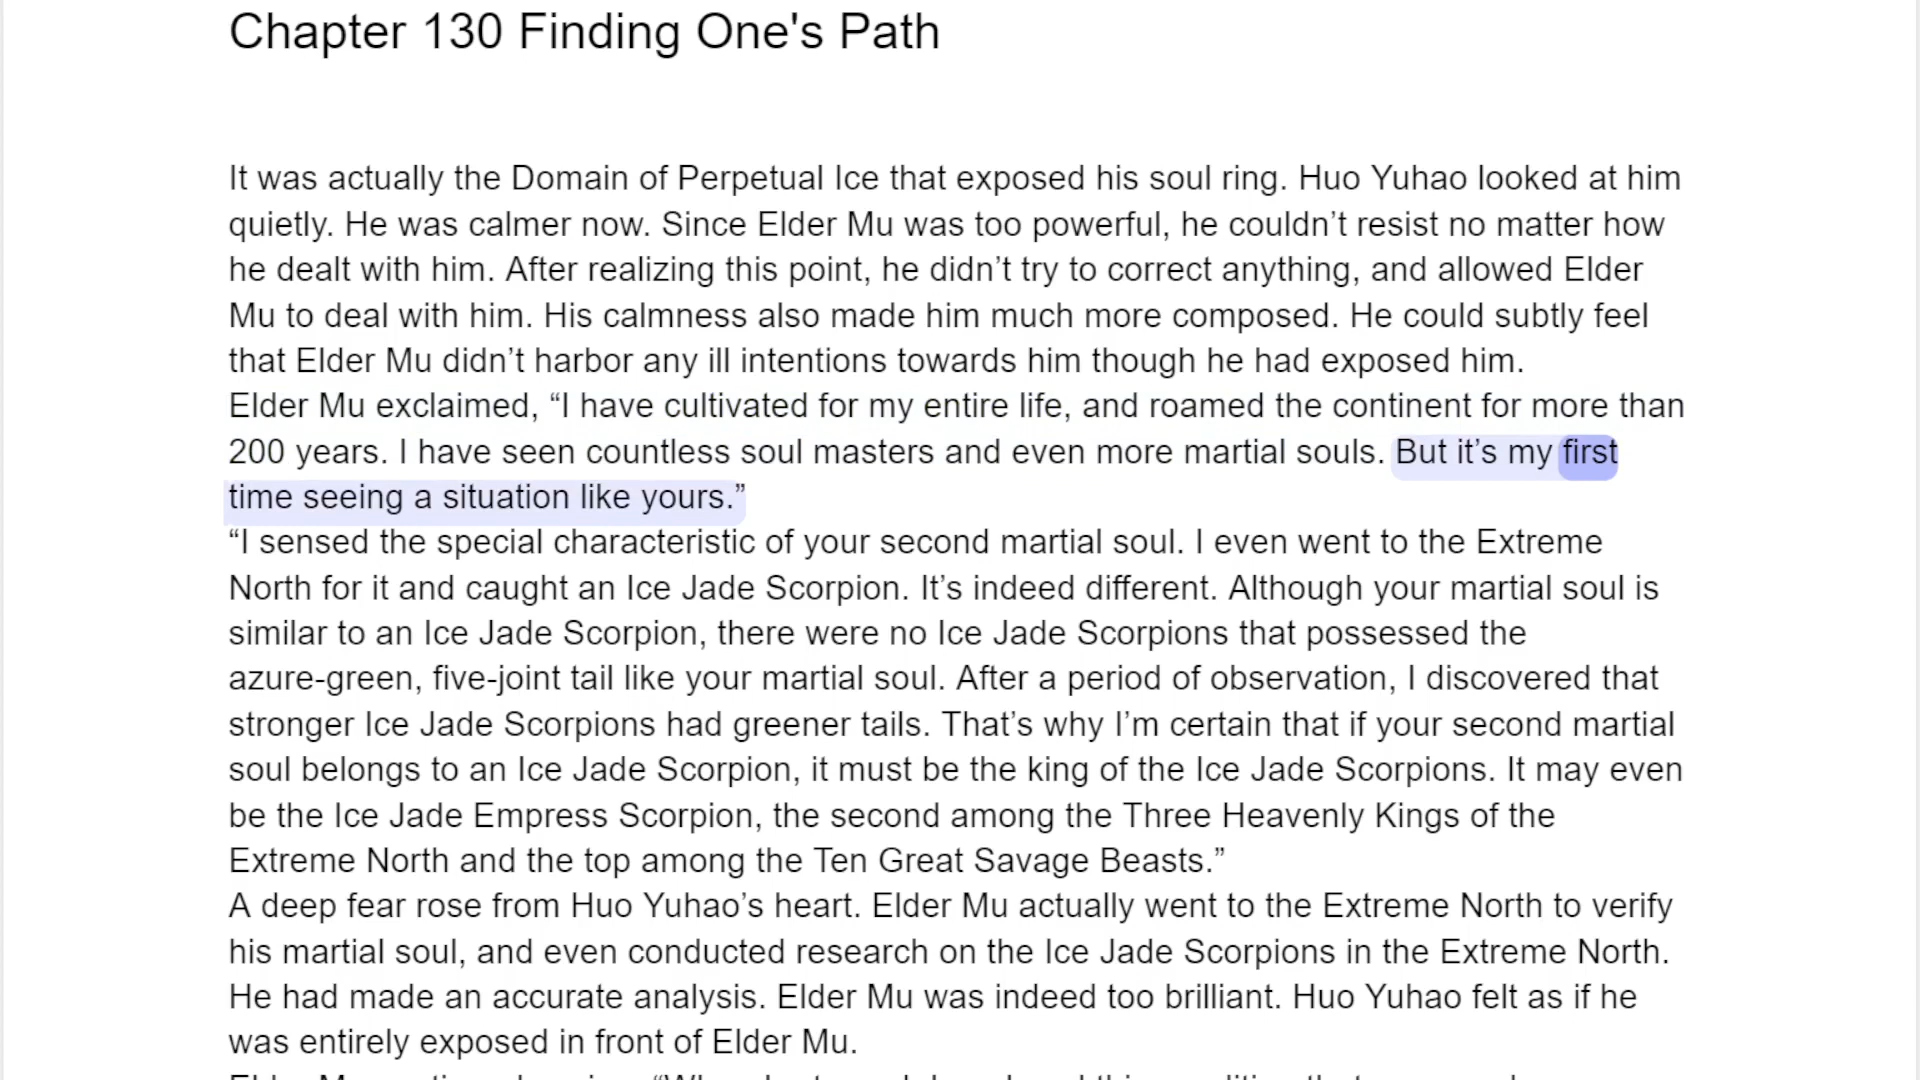 Chapter 130 Finding One's Path
It was actually the Domain of Perpetual Ice that exposed his soul ring. Huo Yuhao looked at him
quietly. He was calmer now. Since Elder Mu was too powerful, he couldn’t resist no matter how
he dealt with him. After realizing this point, he didn’t try to correct anything, and allowed Elder
Mu to deal with him. His calmness also made him much more composed. He could subtly feel
that Elder Mu didn’t harbor any ill intentions towards him though he had exposed him.
Elder Mu exclaimed, “I have cultivated for my entire life, and roamed the continent for more than
200 years. I have seen countless soul masters and even more martial souls. But it’s my first
time seeing a situation like yours.”
“I sensed the special characteristic of your second martial soul. I even went to the Extreme
North for it and caught an Ice Jade Scorpion. It’s indeed different. Although your martial soul is
similar to an Ice Jade Scorpion, there were no Ice Jade Scorpions that possessed the
azure-green, five-joint tail like your martial soul. After a period of observation, I discovered that
stronger Ice Jade Scorpions had greener tails. That’s why I’m certain that if your second martial
soul belongs to an Ice Jade Scorpion, it must be the king of the Ice Jade Scorpions. It may even
be the Ice Jade Empress Scorpion, the second among the Three Heavenly Kings of the
Extreme North and the top among the Ten Great Savage Beasts.”
A deep fear rose from Huo Yuhao’s heart. Elder Mu actually went to the Extreme North to verify
his martial soul, and even conducted research on the Ice Jade Scorpions in the Extreme North.
He had made an accurate analysis. Elder Mu was indeed too brilliant. Huo Yuhao felt as if he
was entirely exposed in front of Elder Mu.